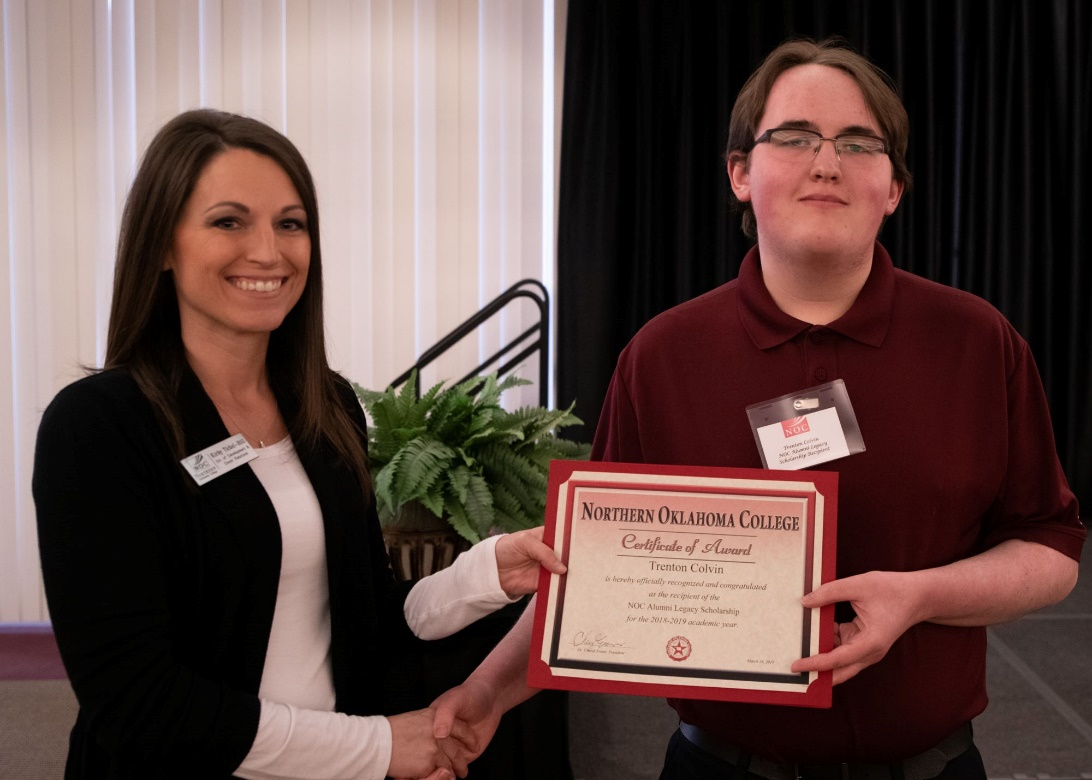 NOC
NOC
Trenton Colvin
NOC Alumni Legacy
Scholarship Recipient
NORTHERN OKLAHOMA COLLEGE
Certificate of Award
Trenton Colvin
is hereby officially recognized and congratulated
as the recipient of the
NOC Alumni Legacy Scholarship
for the 2018-2019 academic year.